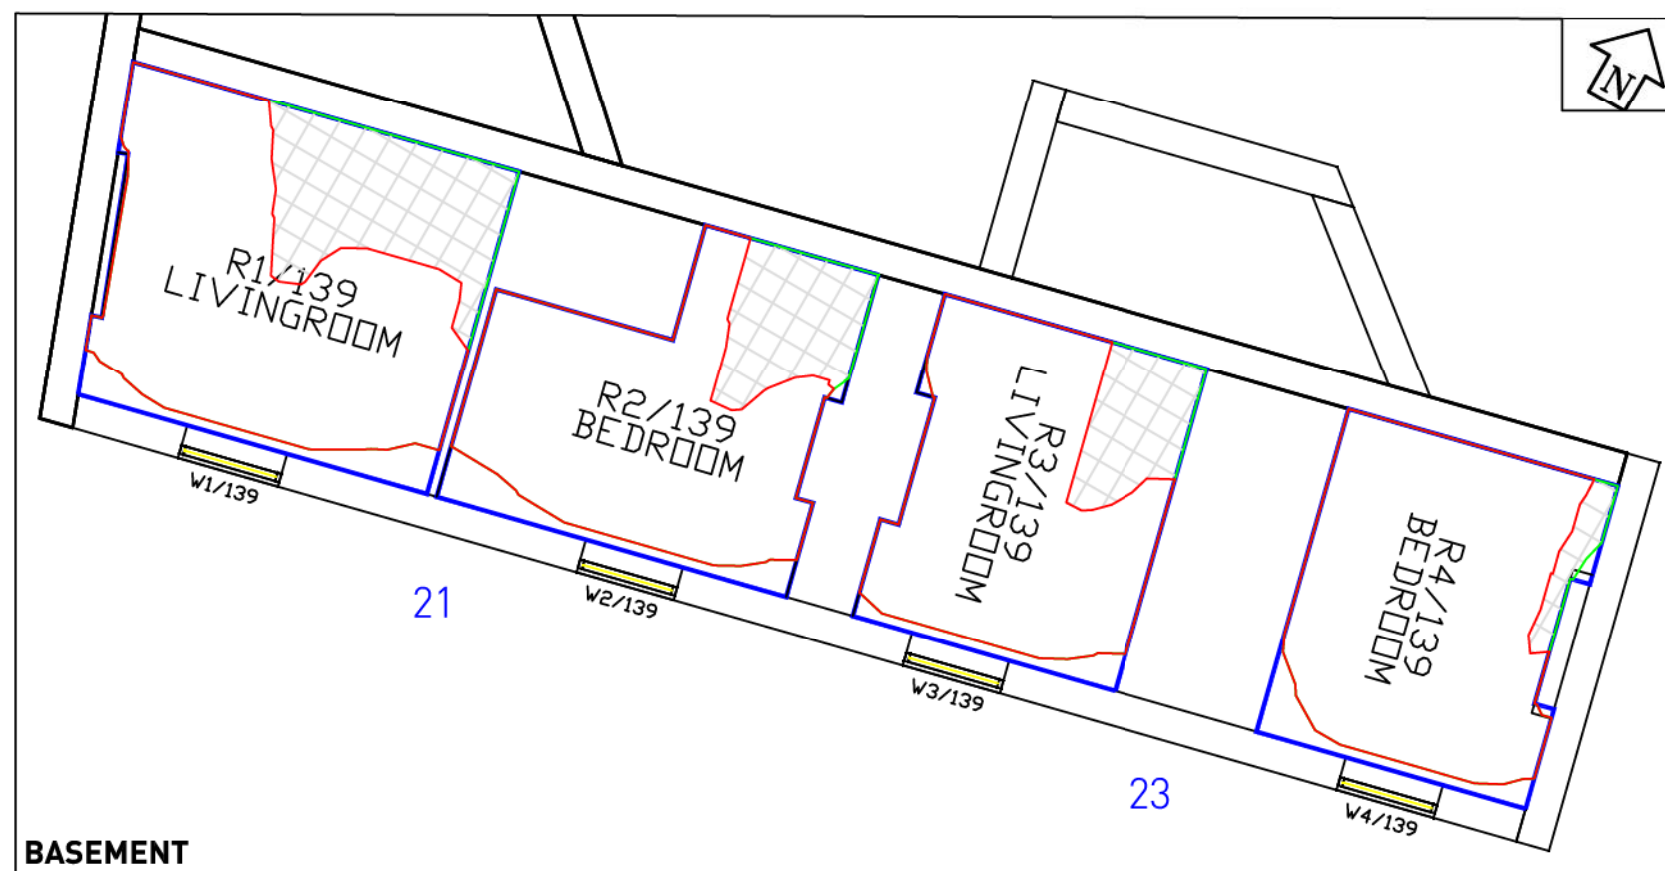 N
R1/139
LIVINGROOM
W1/139
R2/139
BEDROOM
W2/139
21
R3/139
LIVINGROOM
W3/139
R4/139
BEDROOM
W4/139
23
BASEMENT